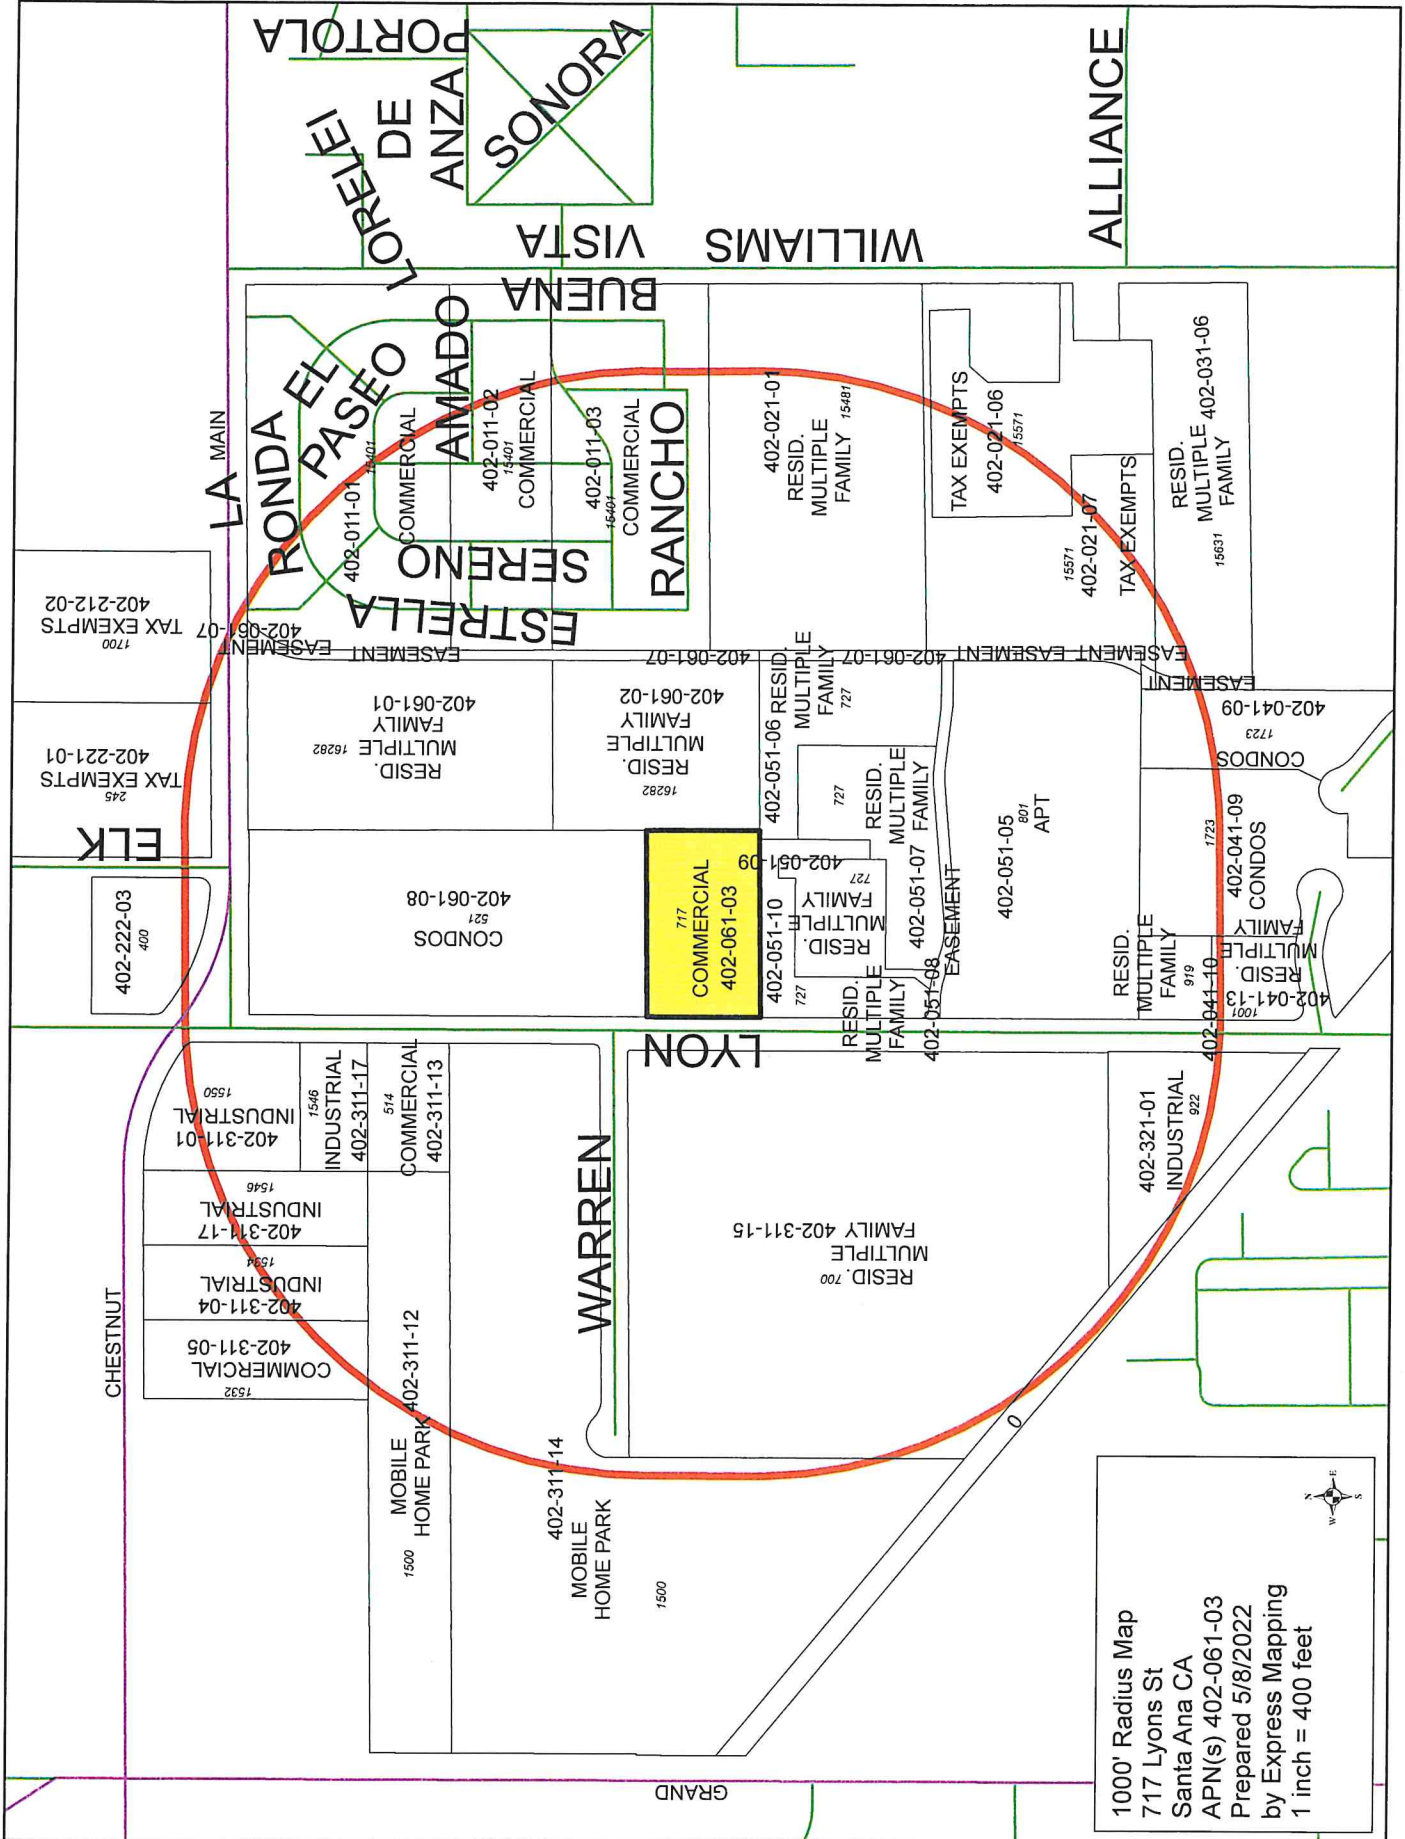 CHESTNUT
MAIN
GRAND
ELK
LYON
WARREN
WILLIAMS
ALLIANCE
LA
RONDA
EL
PASEO
AMADO
LORELEI
DE
ANZA
PORTOLA
SONORA
BUENA
VISTA
SERENO
ESTRELLA
RANCHO
1532
COMMERCIAL
402-311-05
1534
INDUSTRIAL
402-311-04
1546
INDUSTRIAL
402-311-17
1550
INDUSTRIAL
402-311-01
1546
INDUSTRIAL
402-311-17
514
COMMERCIAL
402-311-13
402-311-12
MOBILE
HOME PARK
1500
402-311-14
MOBILE
HOME PARK
1500
RESID. 700
MULTIPLE
FAMILY 402-311-15
402-321-01
INDUSTRIAL
922
0
402-222-03
400
245
TAX EXEMPTS
402-221-01
1700
TAX EXEMPTS
402-212-02
CONDOS
521
402-061-08
717
COMMERCIAL
402-061-03
RESID.
MULTIPLE 16282
FAMILY
402-061-01
16282
RESID.
MULTIPLE
FAMILY
402-061-02
402-061-07
EASEMENT
EASEMENT
402-061-07
402-061-07
EASEMENT
EASEMENT
EASEMENT
EASEMENT
402-011-01
COMMERCIAL
15401
402-011-02
15401
COMMERCIAL
402-011-03
15401
COMMERCIAL
402-021-01
RESID.
MULTIPLE
FAMILY 15481
TAX EXEMPTS
402-021-06
15571
15571
402-021-07
TAX EXEMPTS
RESID.
MULTIPLE 402-031-06
FAMILY
15631
402-051-06 RESID.
MULTIPLE
FAMILY
727
727
RESID.
MULTIPLE
402-051-07 FAMILY
402-051-09
402-051-10
727
727
RESID.
MULTIPLE
FAMILY
RESID.
MULTIPLE
FAMILY
402-051-08
EASEMENT
402-051-05
801
APT
RESID.
MULTIPLE
FAMILY
919
402-041-10
RESID.
MULTIPLE
FAMILY
402-041-13
1001
1723
402-041-09
CONDOS
CONDOS
1723
402-041-09
1000' Radius Map
717 Lyons St
Santa Ana CA
APN(s) 402-061-03
Prepared 5/8/2022
by Express Mapping
1 inch = 400 feet
N
W
E
S